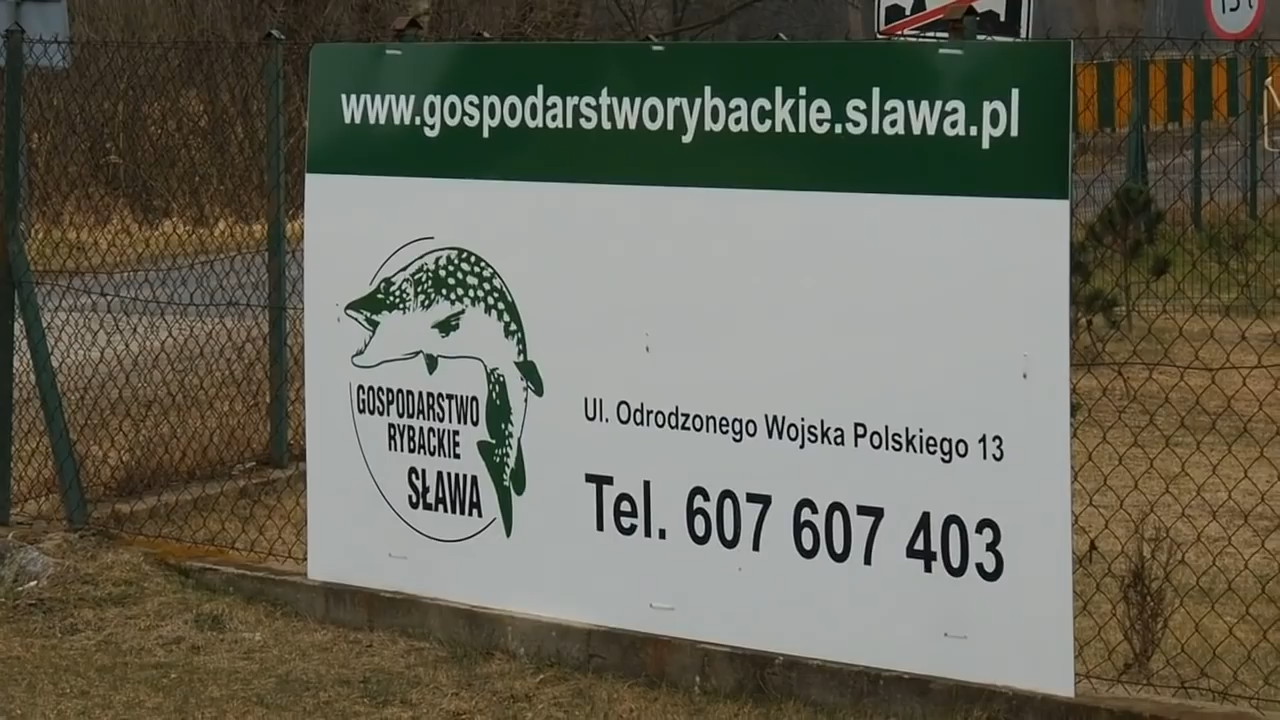 www.gospodarstworybackie.slawa.pl
GOSPODARSTWO
RYBACKIE
SŁAWA
Ul. Odrodzonego Wojska Polskiego 13
Tel. 607 607 403